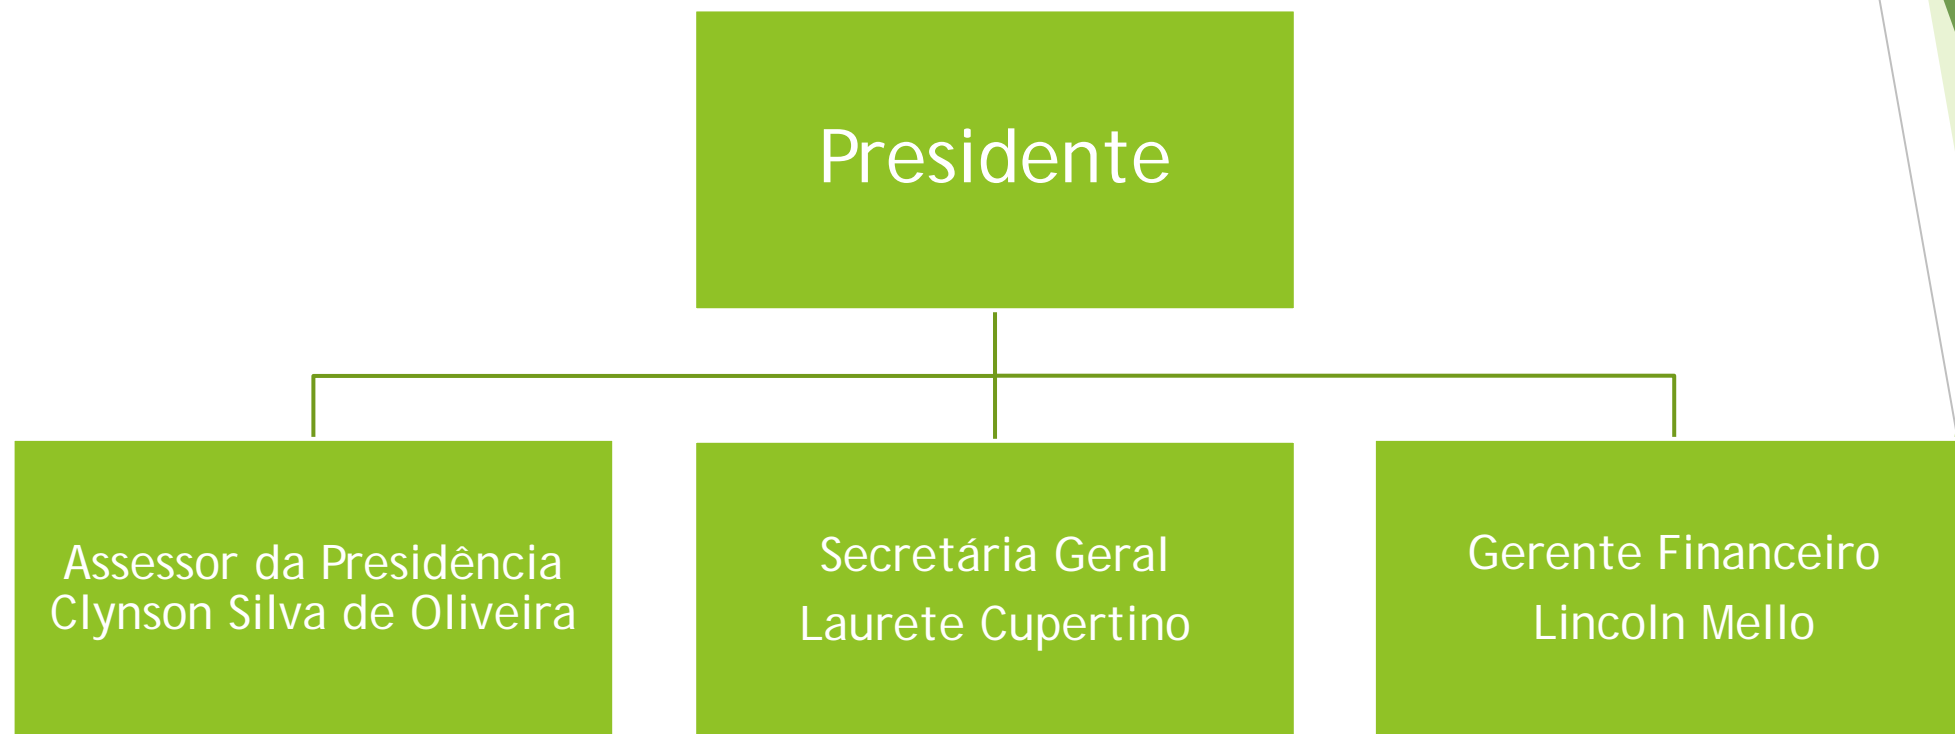 Presidente
Assessor da Presidência
Clynson Silva de Oliveira
Secretária Geral
Laurete Cupertino
Gerente Financeiro
Lincoln Mello